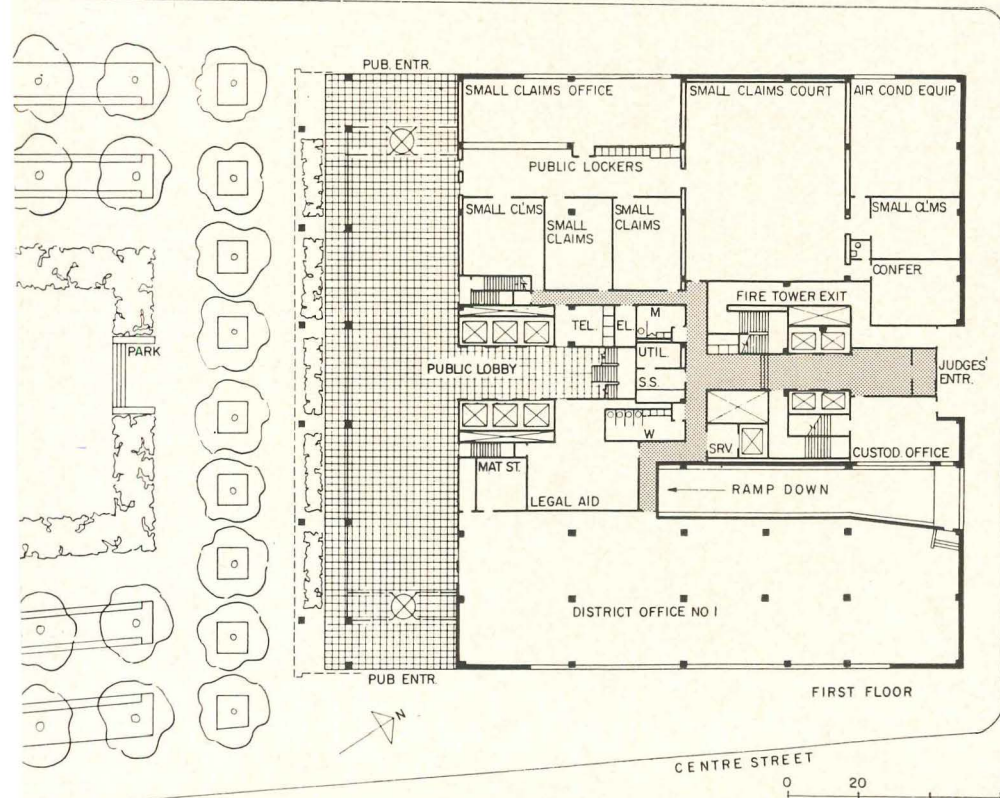 PUB. ENTR.
SMALL CLAIMS OFFICE
SMALL CLAIMS COURT
AIR COND EQUIP
PUBLIC LOCKERS
SMALL CL'MS
SMALL
CLAIMS
SMALL
CLAIMS
SMALL CL'MS
CONFER.
FIRE TOWER EXIT
TEL.
EL.
M
UTIL.
S.S.
PARK
PUBLIC LOBBY
JUDGES'
ENTR.
W
SRV
CUSTOD. OFFICE
MAT ST.
LEGAL AID
RAMP DOWN
DISTRICT OFFICE NO 1
PUB ENTR.
FIRST FLOOR
N
CENTRE STREET
0 20